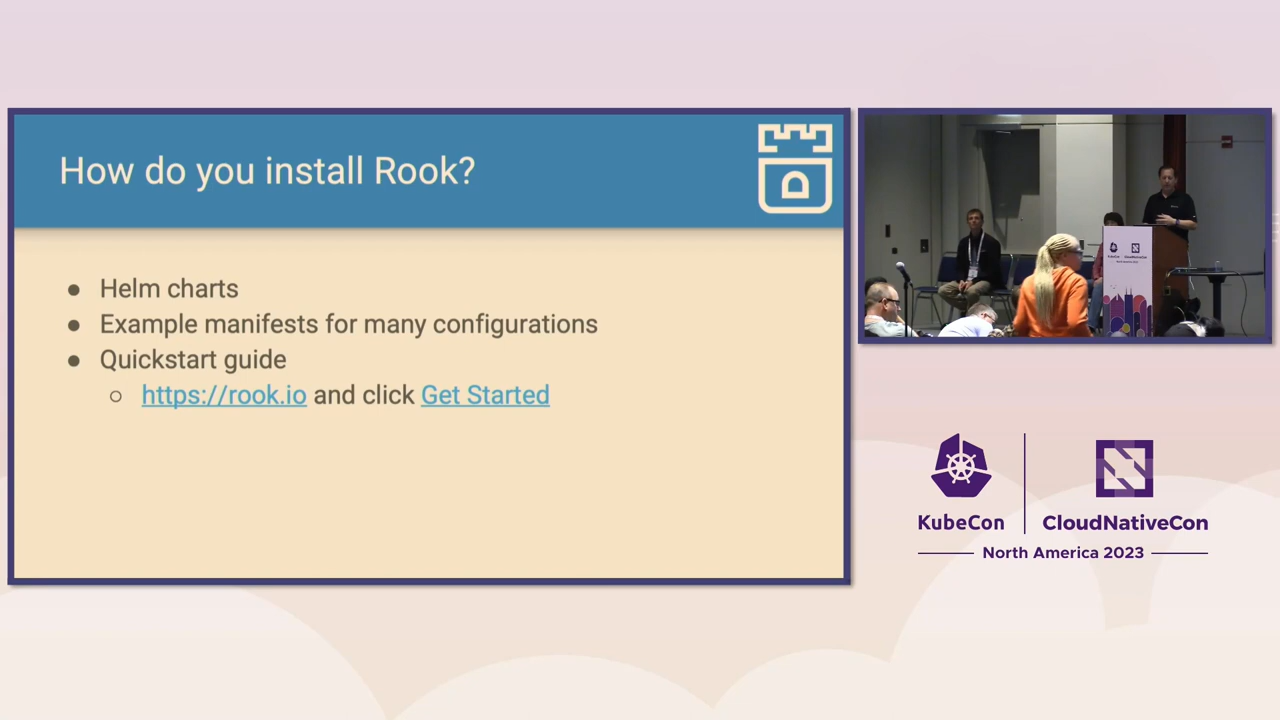 How do you install Rook?
● Helm charts
● Example manifests for many configurations
● Quickstart guide
○ https://rook.io and click Get Started
KubeCon
CloudNativeCon
North America 2023